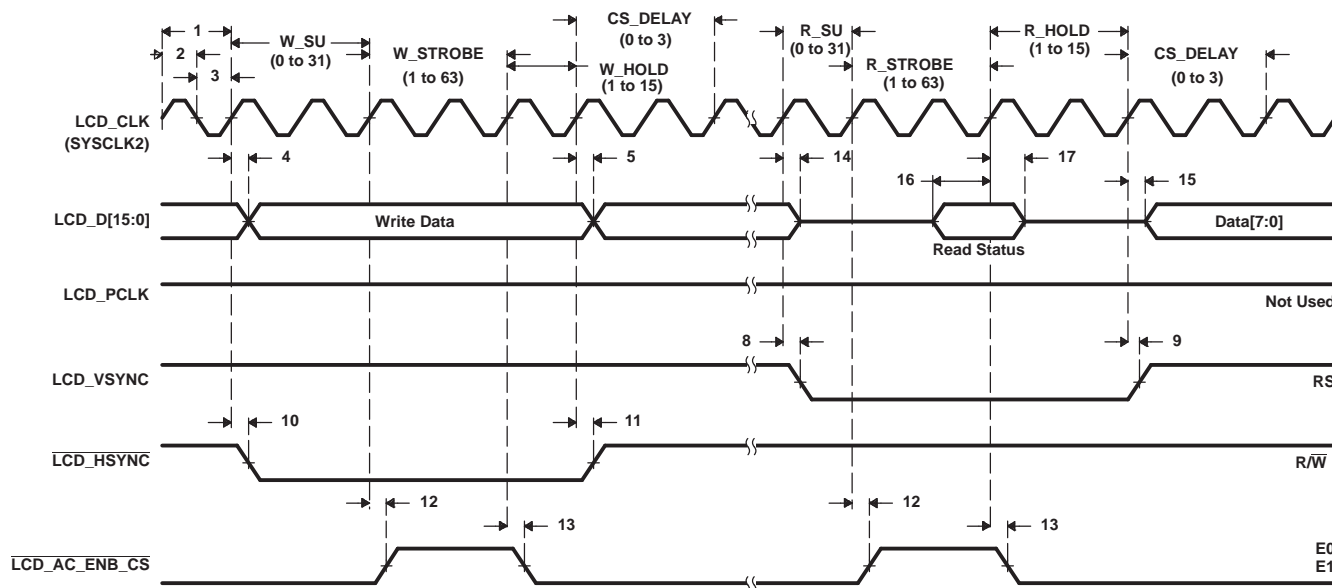 1
W_SU
(0 to 31)
CS_DELAY
(0 to 3)
R_SU
(0 to 31)
R_HOLD
(1 to 15)
2
W_STROBE
(1 to 63)
W_HOLD
(1 to 15)
R_STROBE
(1 to 63)
CS_DELAY
(0 to 3)
3
LCD_CLK
(SYSCLK2)
4
5
14
17
16
15
LCD_D[15:0]
Write Data
Data[7:0]
Read Status
LCD_PCLK
Not Used
8
9
LCD_VSYNC
RS
10
11
LCD_HSYNC
R/W
12
13
12
13
LCD_AC_ENB_CS
E0
E1